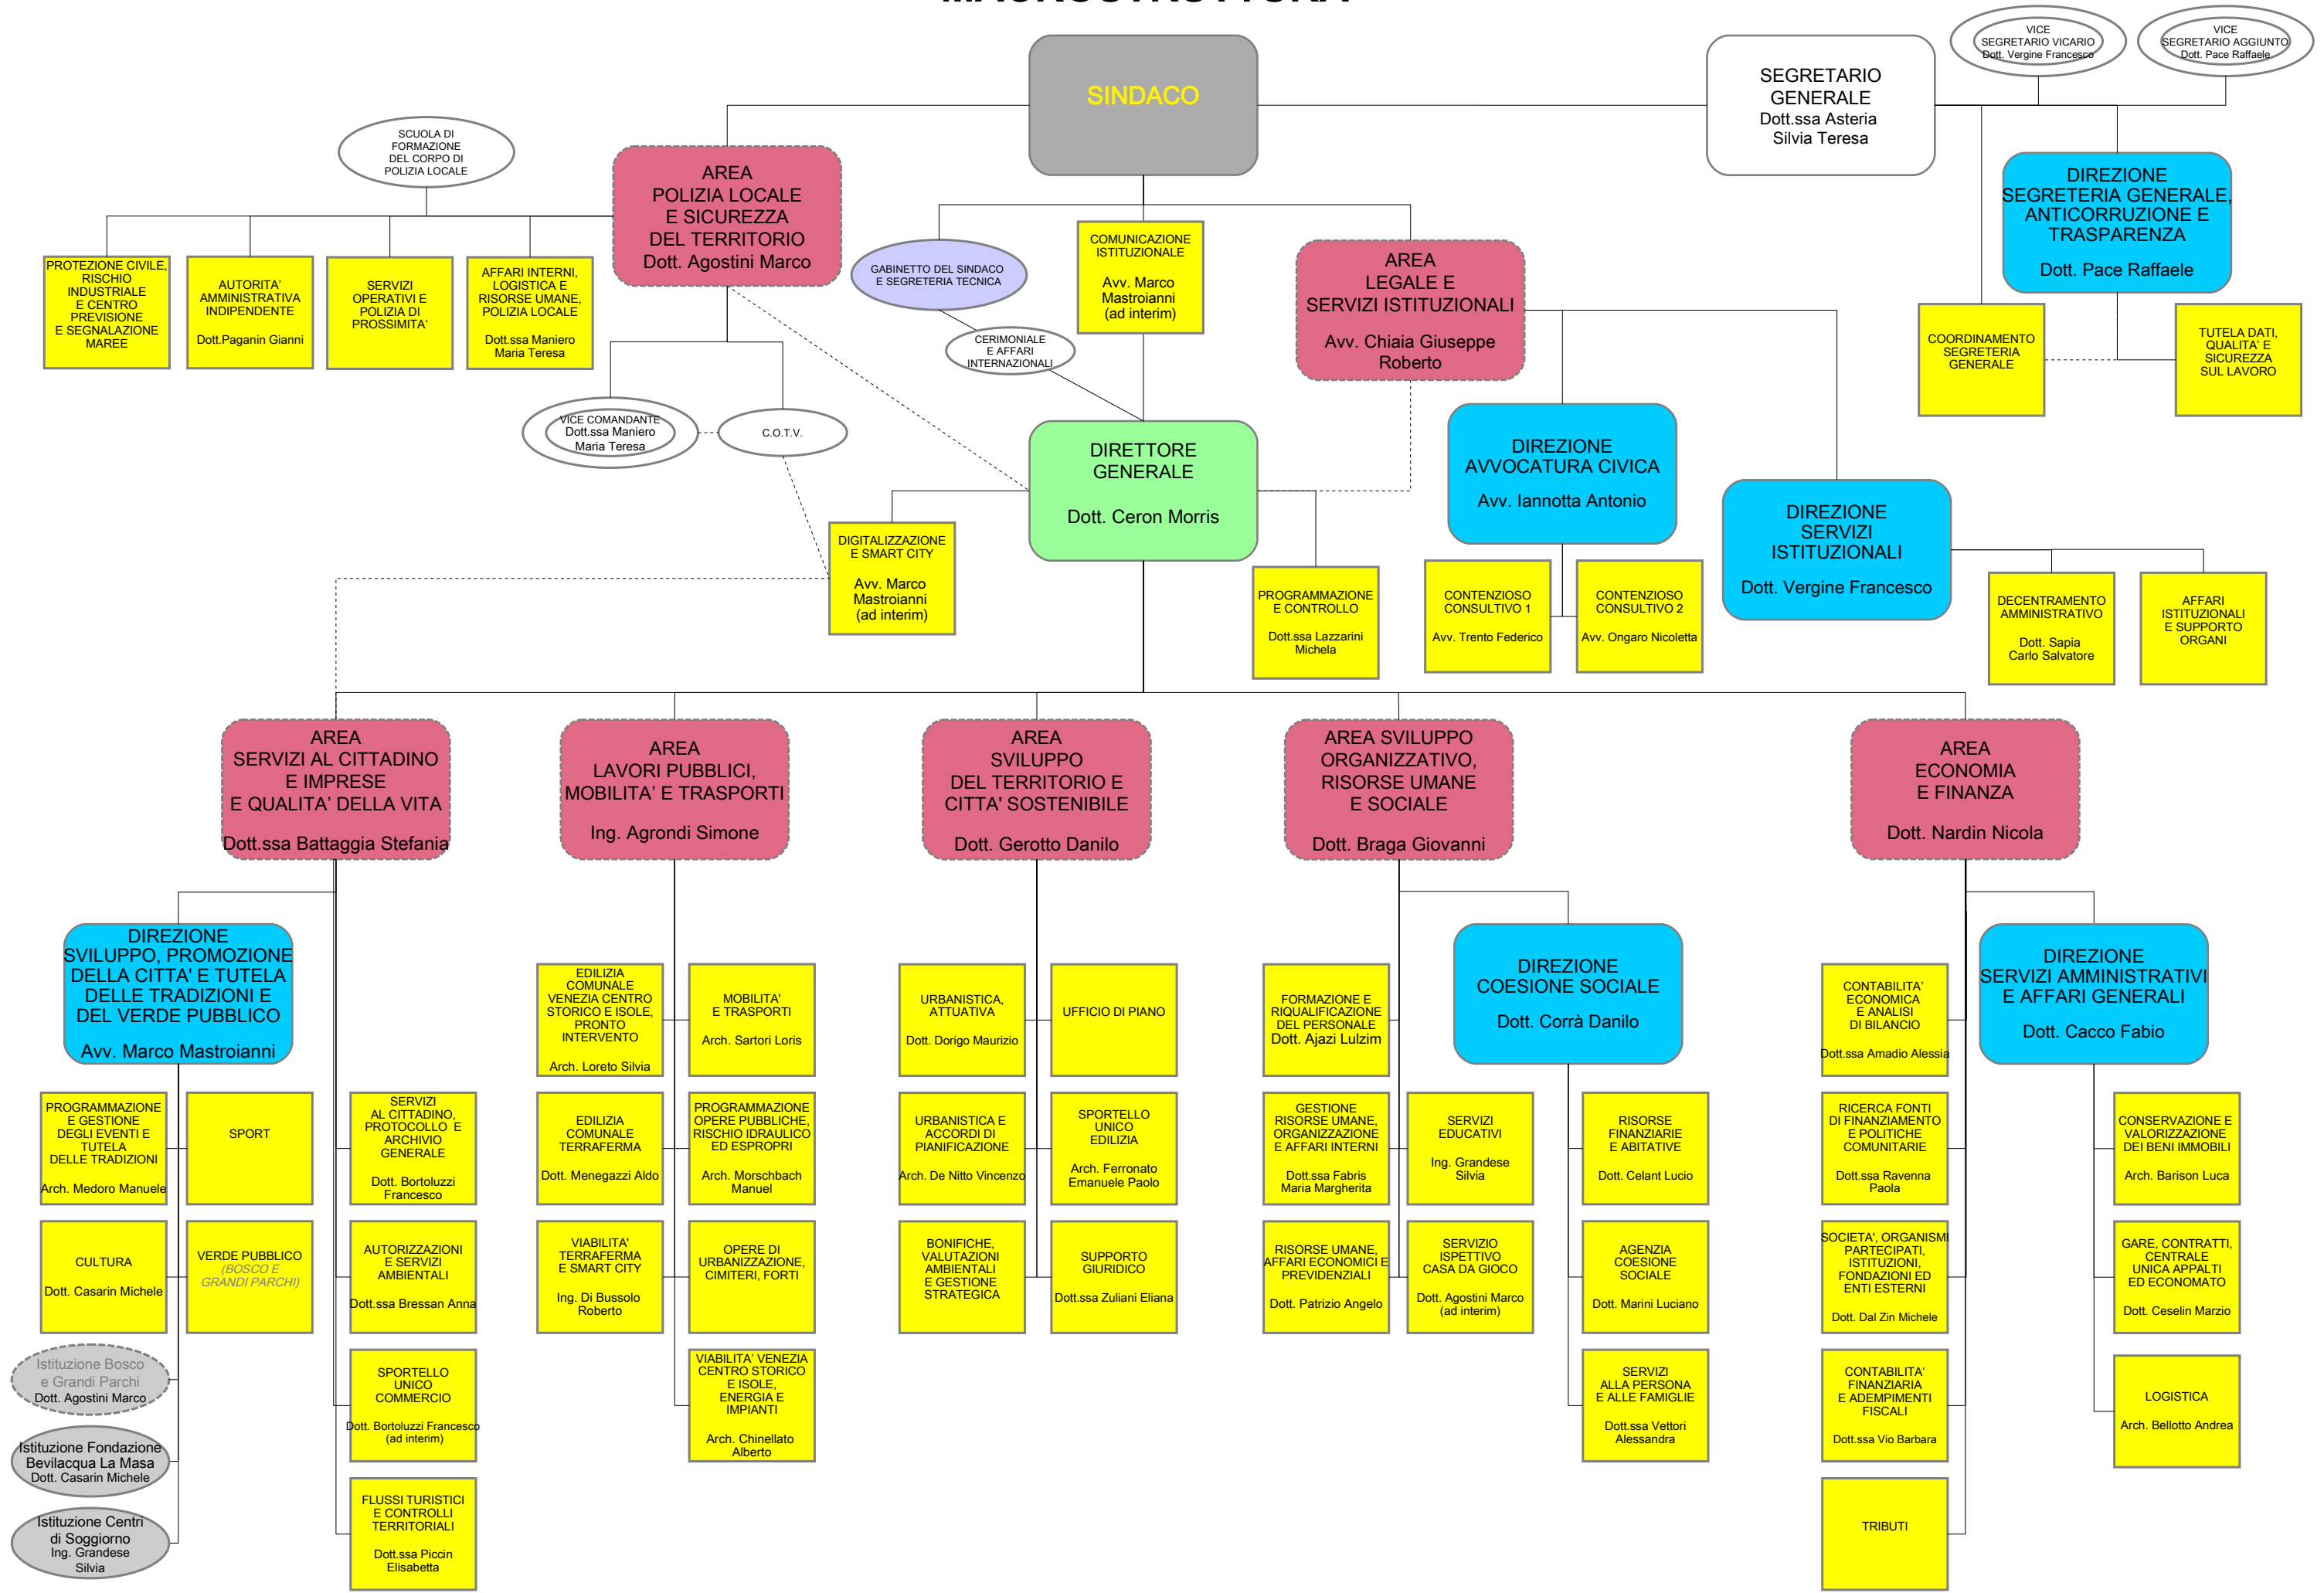 MACROSTRUTTURA
SINDACO
SEGRETARIO
GENERALE
Dott.ssa Asteria
Silvia Teresa
VICE
SEGRETARIO VICARIO
Dott. Vergine Francesco
VICE
SEGRETARIO AGGIUNTO
Dott. Pace Raffaele
SCUOLA DI
FORMAZIONE
DEL CORPO DI
POLIZIA LOCALE
AREA
POLIZIA LOCALE
E SICUREZZA
DEL TERRITORIO
Dott. Agostini Marco
DIREZIONE
SEGRETERIA GENERALE,
ANTICORRUZIONE E
TRASPARENZA
Dott. Pace Raffaele
PROTEZIONE CIVILE,
RISCHIO
INDUSTRIALE
E CENTRO
PREVISIONE
E SEGNALAZIONE
MAREE
AUTORITA'
AMMINISTRATIVA
INDIPENDENTE
Dott.Paganin Gianni
SERVIZI
OPERATIVI E
POLIZIA DI
PROSSIMITA'
AFFARI INTERNI,
LOGISTICA E
RISORSE UMANE,
POLIZIA LOCALE
Dott.ssa Maniero
Maria Teresa
GABINETTO DEL SINDACO
E SEGRETERIA TECNICA
COMUNICAZIONE
ISTITUZIONALE
Avv. Marco
Mastroianni
(ad interim)
AREA
LEGALE E
SERVIZI ISTITUZIONALI
Avv. Chiaia Giuseppe
Roberto
CERIMONIALE
E AFFARI
INTERNAZIONALI
COORDINAMENTO
SEGRETERIA
GENERALE
TUTELA DATI,
QUALITA' E
SICUREZZA
SUL LAVORO
VICE COMANDANTE
Dott.ssa Maniero
Maria Teresa
C.O.T.V.
DIRETTORE
GENERALE
Dott. Ceron Morris
DIREZIONE
AVVOCATURA CIVICA
Avv. Iannotta Antonio
DIREZIONE
SERVIZI
ISTITUZIONALI
Dott. Vergine Francesco
DIGITALIZZAZIONE
E SMART CITY
Avv. Marco
Mastroianni
(ad interim)
PROGRAMMAZIONE
E CONTROLLO
Dott.ssa Lazzarini
Michela
CONTENZIOSO
CONSULTIVO 1
Avv. Trento Federico
CONTENZIOSO
CONSULTIVO 2
Avv. Ongaro Nicoletta
DECENTRAMENTO
AMMINISTRATIVO
Dott. Sapia
Carlo Salvatore
AFFARI
ISTITUZIONALI
E SUPPORTO
ORGANI
AREA
SERVIZI AL CITTADINO
E IMPRESE
E QUALITA' DELLA VITA
Dott.ssa Battaggia Stefania
AREA
LAVORI PUBBLICI,
MOBILITA' E TRASPORTI
Ing. Agrondi Simone
AREA
SVILUPPO
DEL TERRITORIO E
CITTA' SOSTENIBILE
Dott. Gerotto Danilo
AREA SVILUPPO
ORGANIZZATIVO,
RISORSE UMANE
E SOCIALE
Dott. Braga Giovanni
AREA
ECONOMIA
E FINANZA
Dott. Nardin Nicola
DIREZIONE
SVILUPPO, PROMOZIONE
DELLA CITTA' E TUTELA
DELLE TRADIZIONI E
DEL VERDE PUBBLICO
Avv. Marco Mastroianni
EDILIZIA
COMUNALE
VENEZIA CENTRO
STORICO E ISOLE,
PRONTO
INTERVENTO
Arch. Loreto Silvia
MOBILITA'
E TRASPORTI
Arch. Sartori Loris
URBANISTICA,
ATTUATIVA
Dott. Dorigo Maurizio
UFFICIO DI PIANO
FORMAZIONE E
RIQUALIFICAZIONE
DEL PERSONALE
Dott. Ajazi Lulzim
DIREZIONE
COESIONE SOCIALE
Dott. Corrà Danilo
CONTABILITA'
ECONOMICA
E ANALISI
DI BILANCIO
Dott.ssa Amadio Alessia
DIREZIONE
SERVIZI AMMINISTRATIVI
E AFFARI GENERALI
Dott. Cacco Fabio
PROGRAMMAZIONE
E GESTIONE
DEGLI EVENTI E
TUTELA
DELLE TRADIZIONI
Arch. Medoro Manuele
SPORT
SERVIZI
AL CITTADINO,
PROTOCOLLO E
ARCHIVIO
GENERALE
Dott. Bortoluzzi
Francesco
EDILIZIA
COMUNALE
TERRAFERMA
Dott. Menegazzi Aldo
PROGRAMMAZIONE
OPERE PUBBLICHE,
RISCHIO IDRAULICO
ED ESPROPRI
Arch. Morschbach
Manuel
URBANISTICA E
ACCORDI DI
PIANIFICAZIONE
Arch. De Nitto Vincenzo
SPORTELLO
UNICO
EDILIZIA
Arch. Ferronato
Emanuele Paolo
GESTIONE
RISORSE UMANE,
ORGANIZZAZIONE
E AFFARI INTERNI
Dott.ssa Fabris
Maria Margherita
SERVIZI
EDUCATIVI
Ing. Grandese
Silvia
RISORSE
FINANZIARIE
E ABITATIVE
Dott. Celant Lucio
RICERCA FONTI
DI FINANZIAMENTO
E POLITICHE
COMUNITARIE
Dott.ssa Ravenna
Paola
CONSERVAZIONE E
VALORIZZAZIONE
DEI BENI IMMOBILI
Arch. Barison Luca
CULTURA
Dott. Casarin Michele
VERDE PUBBLICO
(BOSCO E
GRANDI PARCHI)
AUTORIZZAZIONI
E SERVIZI
AMBIENTALI
Dott.ssa Bressan Anna
VIABILITA'
TERRAFERMA
E SMART CITY
Ing. Di Bussolo
Roberto
OPERE DI
URBANIZZAZIONE,
CIMITERI, FORTI
BONIFICHE,
VALUTAZIONI
AMBIENTALI
E GESTIONE
STRATEGICA
SUPPORTO
GIURIDICO
Dott.ssa Zuliani Eliana
RISORSE UMANE,
AFFARI ECONOMICI E
PREVIDENZIALI
Dott. Patrizio Angelo
SERVIZIO
ISPETTIVO
CASA DA GIOCO
Dott. Agostini Marco
(ad interim)
AGENZIA
COESIONE
SOCIALE
Dott. Marini Luciano
SOCIETA', ORGANISMI
PARTECIPATI,
ISTITUZIONI,
FONDAZIONI ED
ENTI ESTERNI
Dott. Dal Zin Michele
GARE, CONTRATTI,
CENTRALE
UNICA APPALTI
ED ECONOMATO
Dott. Ceselin Marzio
Istituzione Bosco
e Grandi Parchi
Dott. Agostini Marco
SPORTELLO
UNICO
COMMERCIO
Dott. Bortoluzzi Francesco
(ad interim)
VIABILITA' VENEZIA
CENTRO STORICO
E ISOLE,
ENERGIA E
IMPIANTI
Arch. Chinellato
Alberto
SERVIZI
ALLA PERSONA
E ALLE FAMIGLIE
Dott.ssa Vettori
Alessandra
CONTABILITA'
FINANZIARIA
E ADEMPIMENTI
FISCALI
Dott.ssa Vio Barbara
LOGISTICA
Arch. Bellotto Andrea
Istituzione Fondazione
Bevilacqua La Masa
Dott. Casarin Michele
Istituzione Centri
di Soggiorno
Ing. Grandese
Silvia
FLUSSI TURISTICI
E CONTROLLI
TERRITORIALI
Dott.ssa Piccin
Elisabetta
TRIBUTI